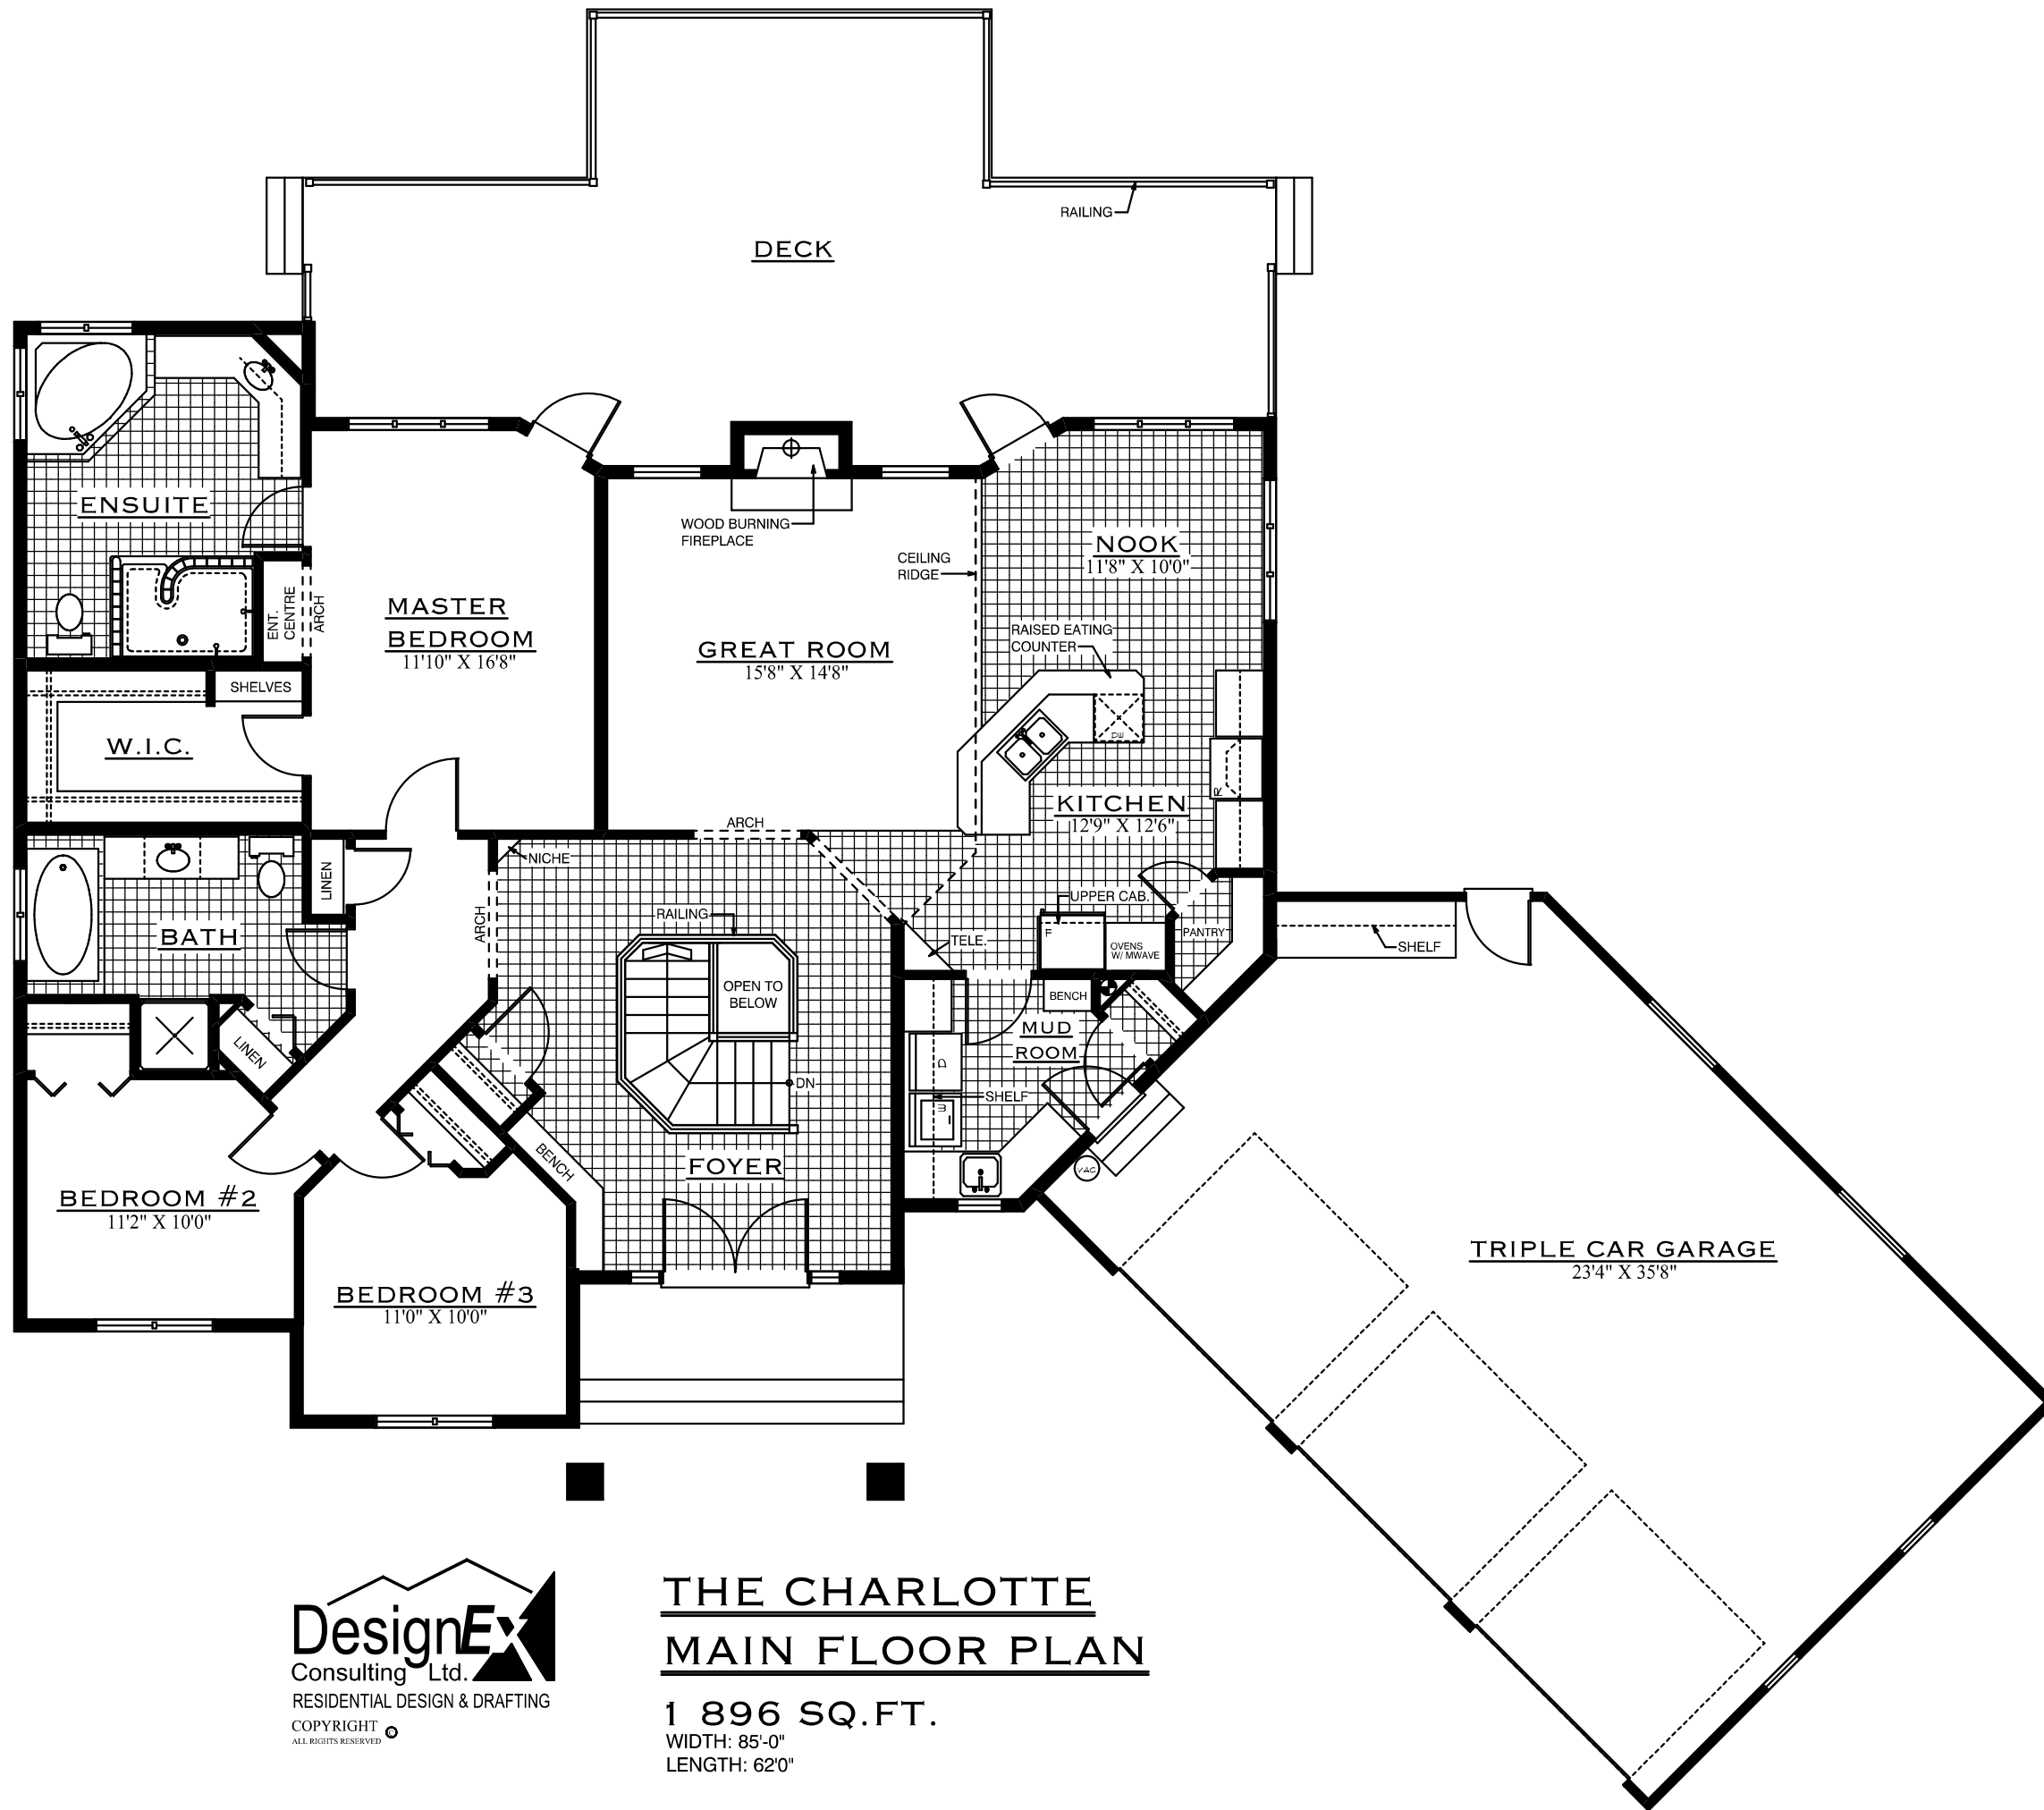 RAILING
DECK
ENSUITE
WOOD BURNING
FIREPLACE
CEILING
RIDGE
NOOK
11'8" X 10'0"
ENT.
CENTRE
ARCH
MASTER
BEDROOM
11'10" X 16'8"
GREAT ROOM
15'8" X 14'8"
RAISED EATING
COUNTER
SHELVES
DW
W.I.C.
R
KITCHEN
12'9" X 12'6"
ARCH
NICHE
LINEN
UPPER CAB.
ARCH
RAILING
BATH
TELE.
F
OVENS
W/ MWAVE
PANTRY
SHELF
OPEN TO
BELOW
BENCH
LINEN
MUD
ROOM
D
DN
SHELF
W
BENCH
FOYER
VAC
BEDROOM #2
11'2" X 10'0"
TRIPLE CAR GARAGE
23'4" X 35'8"
BEDROOM #3
11'0" X 10'0"
DesignEx
Consulting Ltd.
RESIDENTIAL DESIGN & DRAFTING
COPYRIGHT ©
ALL RIGHTS RESERVED
THE CHARLOTTE
MAIN FLOOR PLAN
1 896 SQ.FT.
WIDTH: 85'-0"
LENGTH: 62'0"